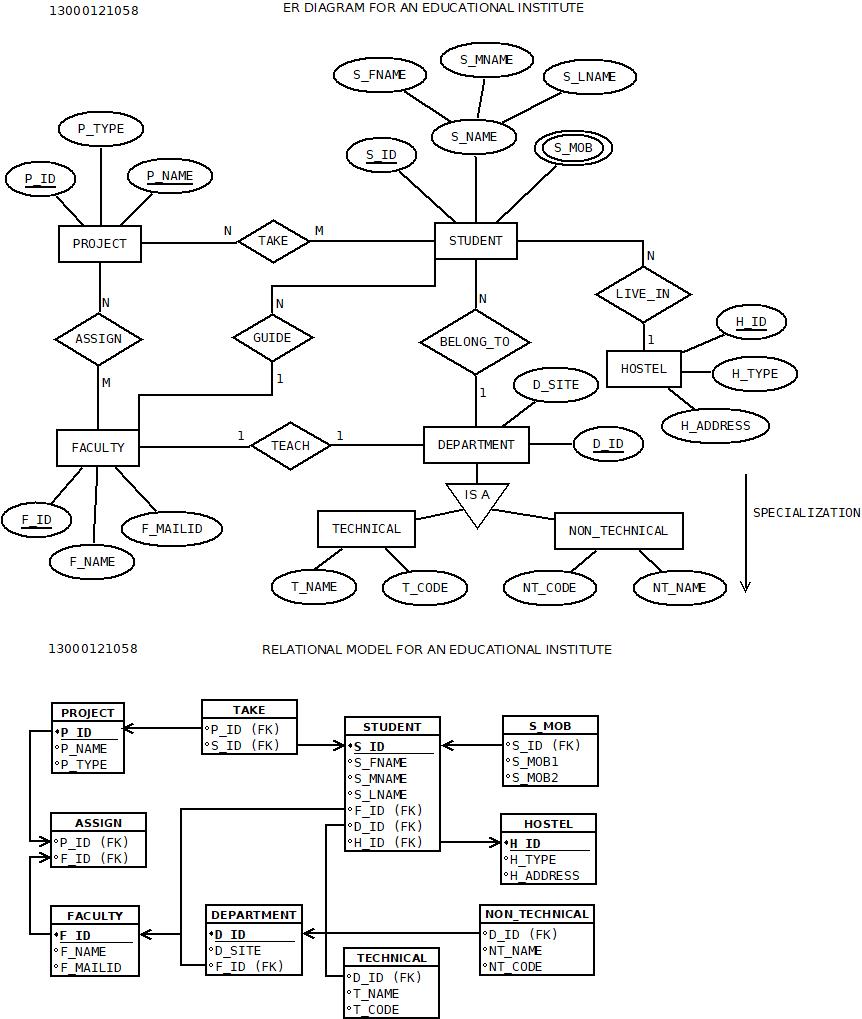 13000121058
ER DIAGRAM FOR AN EDUCATIONAL INSTITUTE
S_FNAME
S_MNAME
S_LNAME
P_TYPE
S_NAME
S_ID
S_MOB
P_ID
P_NAME
PROJECT
N
TAKE
M
STUDENT
N
N
N
N
LIVE_IN
ASSIGN
GUIDE
BELONG_TO
H_ID
1
M
1
1
HOSTEL
H_TYPE
D_SITE
H_ADDRESS
FACULTY
1
TEACH
1
DEPARTMENT
D_ID
IS A
SPECIALIZATION
F_ID
F_MAILID
TECHNICAL
NON_TECHNICAL
F_NAME
T_NAME
T_CODE
NT_CODE
NT_NAME
13000121058
RELATIONAL MODEL FOR AN EDUCATIONAL INSTITUTE
PROJECT
P_ID
P_NAME
P_TYPE
TAKE
P_ID (FK)
S_ID (FK)
STUDENT
S_ID
S_FNAME
S_MNAME
S_LNAME
F_ID (FK)
D_ID (FK)
H_ID (FK)
S_MOB
S_ID (FK)
S_MOB1
S_MOB2
ASSIGN
P_ID (FK)
F_ID (FK)
HOSTEL
H_ID
H_TYPE
H_ADDRESS
FACULTY
F_ID
F_NAME
F_MAILID
DEPARTMENT
D_ID
D_SITE
F_ID (FK)
NON_TECHNICAL
D_ID (FK)
NT_NAME
NT_CODE
TECHNICAL
D_ID (FK)
T_NAME
T_CODE